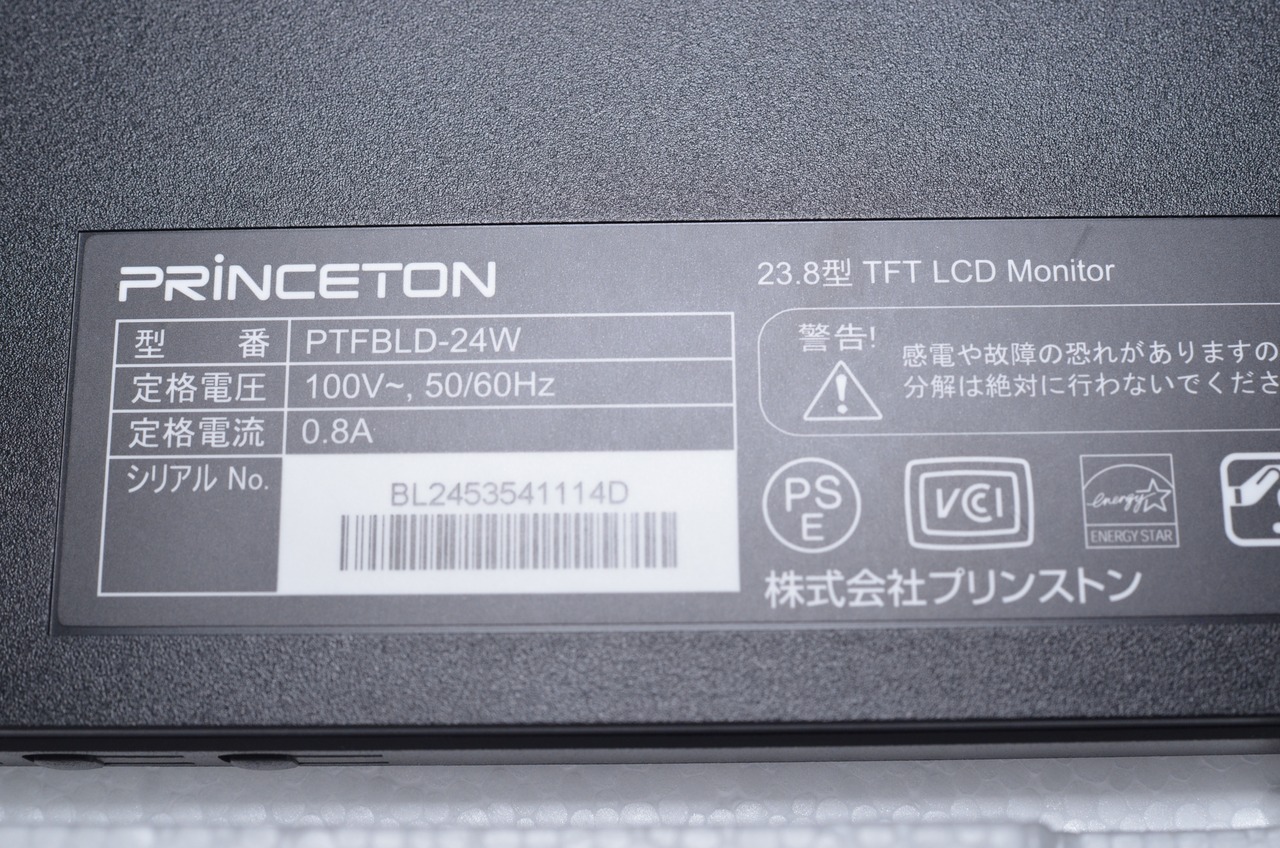 PRINCETON
23.8型 TFT LCD Monitor
型 番 PTFBLD-24W
定格電圧 100V~, 50/60Hz
定格電流 0.8A
シリアル No. BL2453541114D
警告!
感電や故障の恐れがありますの
分解は絶対に行わないでくださ
PS
E
VCCI
energy
ENERGY STAR
株式会社プリンストン